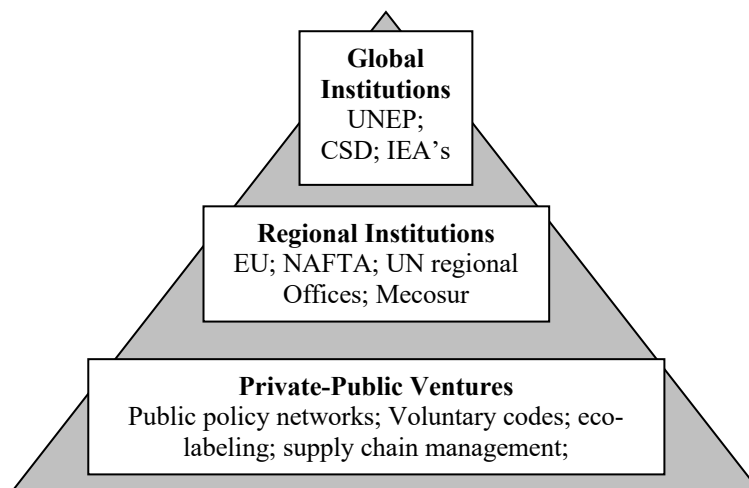 Global
Institutions
UNEP;
CSD; IEA’s
Regional Institutions
EU; NAFTA; UN regional
Offices; Mecosur
Private-Public Ventures
Public policy networks; Voluntary codes; eco-
labeling; supply chain management;